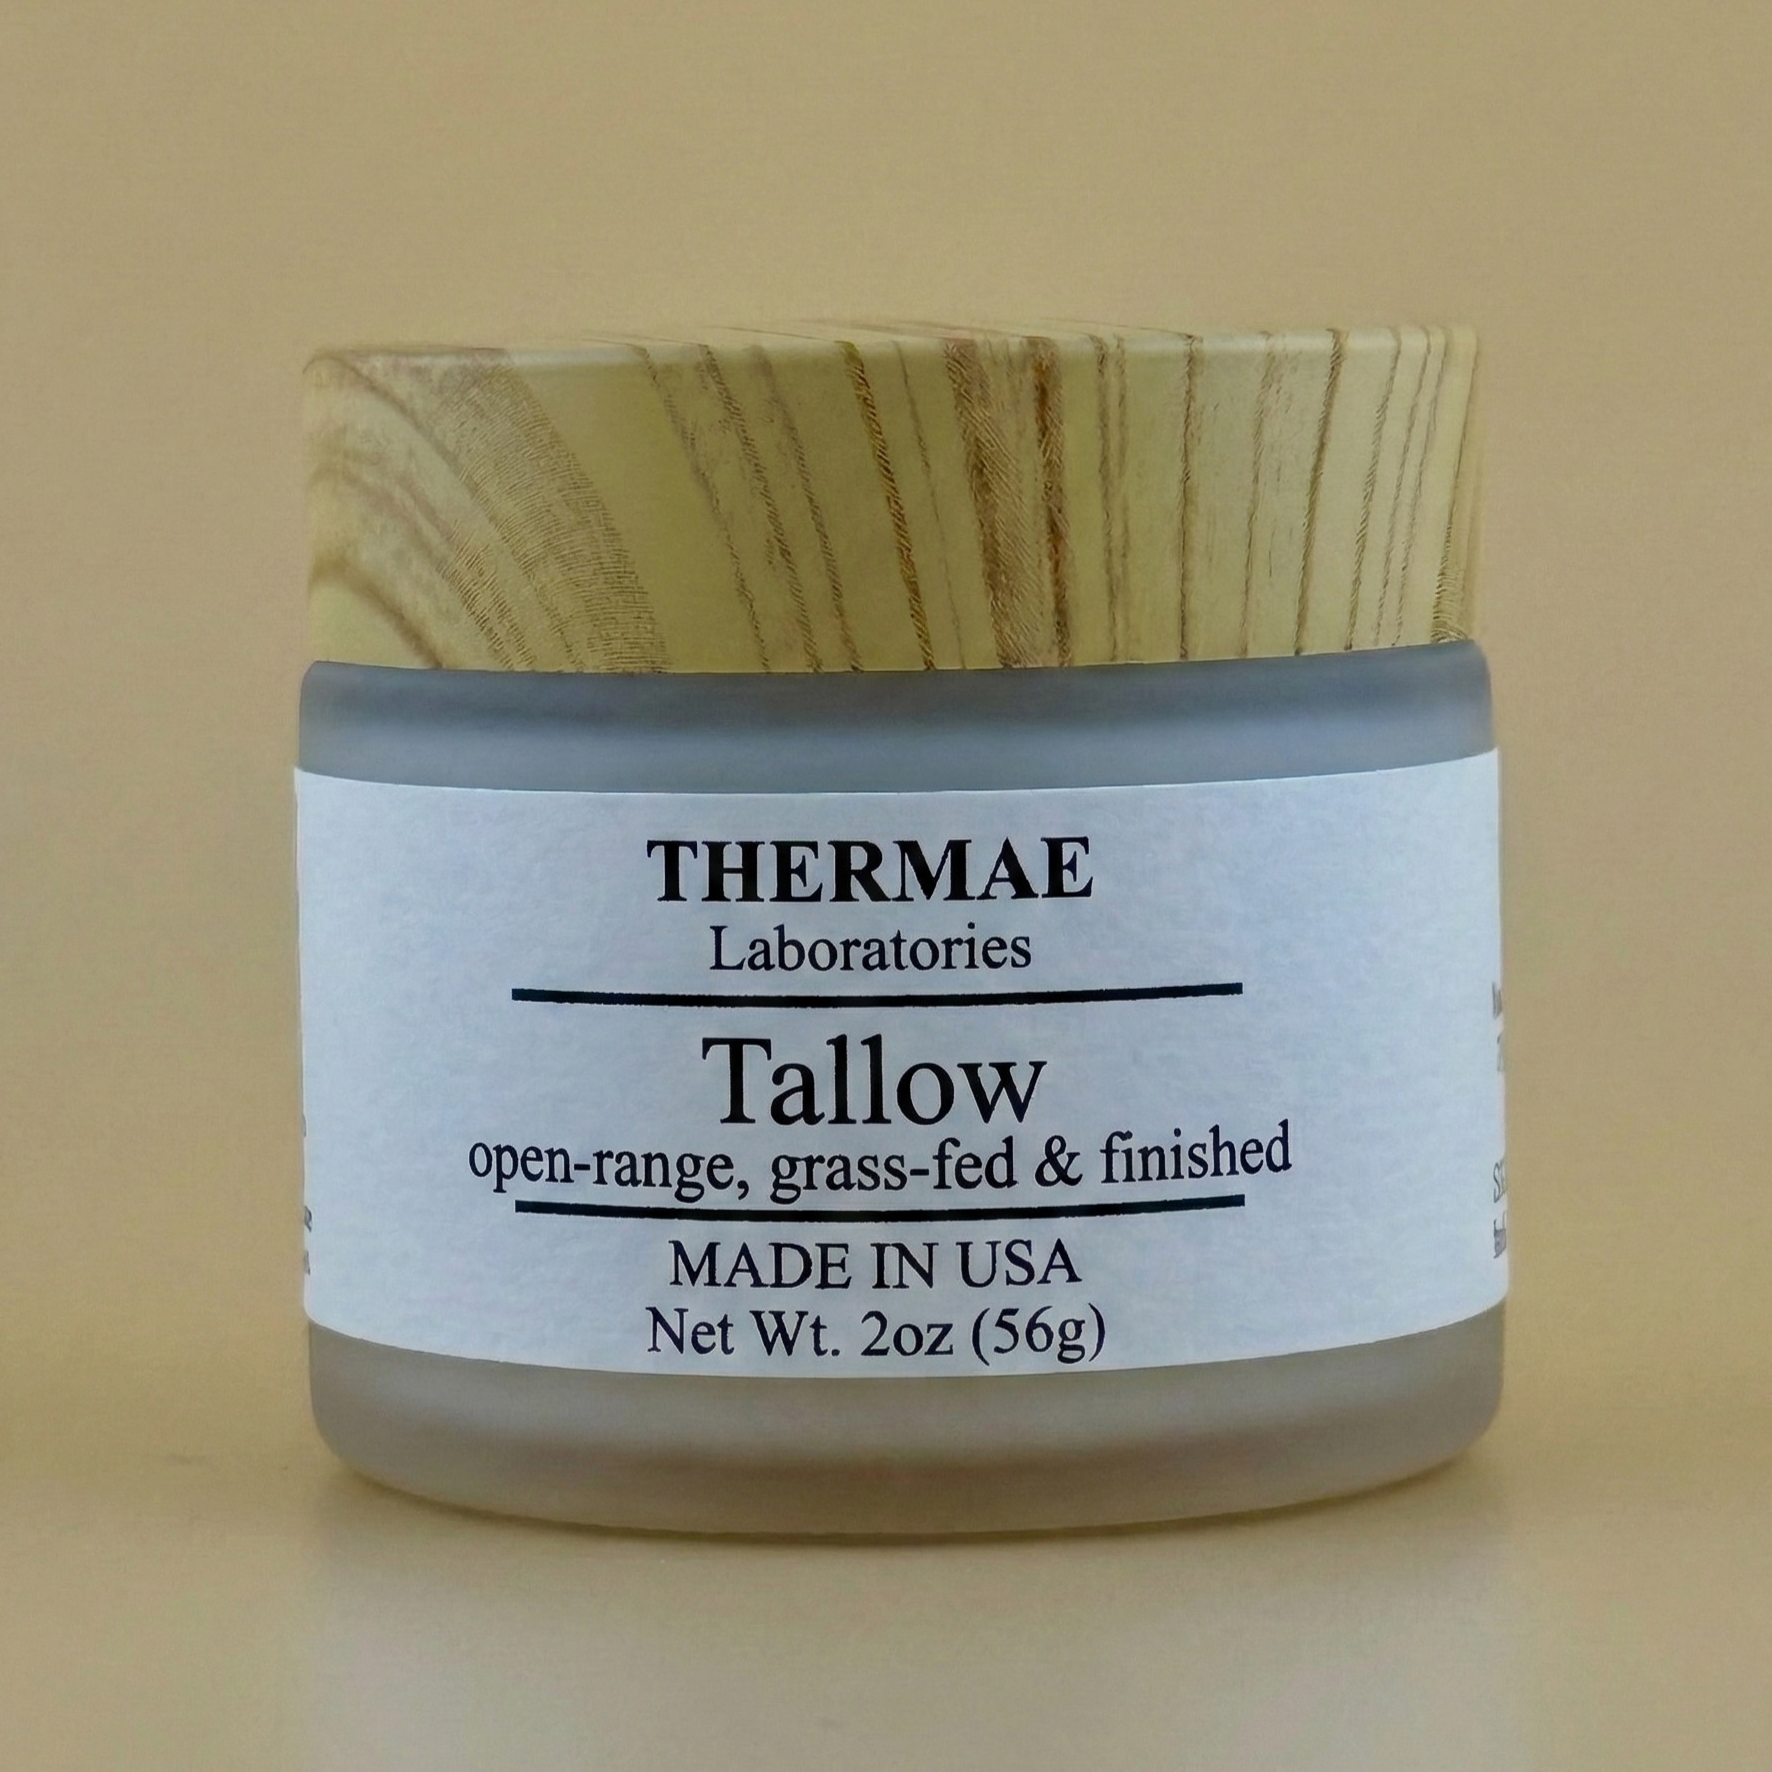 THERMAE
Laboratories
Tallow
open-range, grass-fed & finished
MADE IN USA
Net Wt. 2oz (56g)